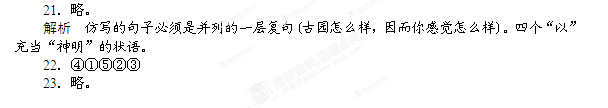 21. 略。
解析 仿写的句子必须是并列的一层复句(古园怎么样，因而你感觉怎么样)。四个“以”
充当“神明”的状语。
22. ④①⑤②③
23. 略。